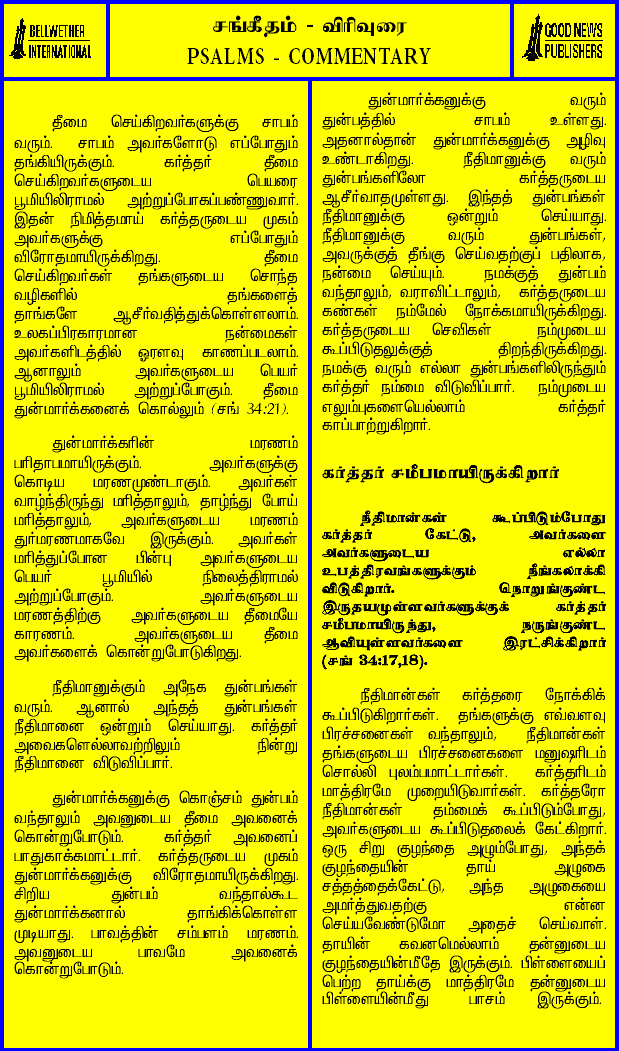 BELLWETHER
INTERNATIONAL
சங்கீதம் - விரிவுரை
PSALMS - COMMENTARY
GOOD NEWS
PUBLISHERS
தீமை செய்கிறவர்களுக்கு சாபம்
வரும். சாபம் அவர்களோடு எப்போதும்
தங்கியிருக்கும். கர்த்தர் தீமை
செய்கிறவர்களுடைய பெயரை
பூமியிலிராமல் அற்றுப்போகப்பண்ணுவார்.
இதன் நிமித்தமாய் கர்த்தருடைய முகம்
அவர்களுக்கு எப்போதும்
விரோதமாயிருக்கிறது. தீமை
செய்கிறவர்கள் தங்களுடைய சொந்த
வழிகளில் தங்களைத்
தாங்களே ஆசீர்வதித்துக்கொள்ளலாம்.
உலகப்பிரகாரமான நன்மைகள்
அவர்களிடத்தில் ஓரளவு காணப்படலாம்.
ஆனாலும் அவர்களுடைய பெயர்
பூமியிலிராமல் அற்றுப்போகும். தீமை
துன்மார்க்கனைக் கொல்லும் (சங் 34:21).
துன்மார்க்கரின் மரணம்
பரிதாபமாயிருக்கும். அவர்களுக்கு
கொடிய மரணமுண்டாகும். அவர்கள்
வாழ்ந்திருந்து மரித்தாலும், தாழ்ந்து போய்
மரித்தாலும், அவர்களுடைய மரணம்
துர்மரணமாகவே இருக்கும். அவர்கள்
மரித்துப்போன பின்பு அவர்களுடைய
பெயர் பூமியில் நிலைத்திராமல்
அற்றுப்போகும். அவர்களுடைய
மரணத்திற்கு அவர்களுடைய தீமையே
காரணம். அவர்களுடைய தீமை
அவர்களைக் கொன்றுபோடுகிறது.
நீதிமானுக்கும் அநேக துன்பங்கள்
வரும். ஆனால் அந்தத் துன்பங்கள்
நீதிமானை ஒன்றும் செய்யாது. கர்த்தர்
அவைகளெல்லாவற்றிலும் நின்று
நீதிமானை விடுவிப்பார்.
துன்மார்க்கனுக்கு கொஞ்சம் துன்பம்
வந்தாலும் அவனுடைய தீமை அவனைக்
கொன்றுபோடும். கர்த்தர் அவனைப்
பாதுகாக்கமாட்டார். கர்த்தருடைய முகம்
துன்மார்க்கனுக்கு விரோதமாயிருக்கிறது.
சிறிய துன்பம் வந்தால்கூட
துன்மார்க்கனால் தாங்கிக்கொள்ள
முடியாது. பாவத்தின் சம்பளம் மரணம்.
அவனுடைய பாவமே அவனைக்
கொன்றுபோடும்.
துன்மார்க்கனுக்கு வரும்
துன்பத்தில் சாபம் உள்ளது.
அதனால்தான் துன்மார்க்கனுக்கு அழிவு
உண்டாகிறது. நீதிமானுக்கு வரும்
துன்பங்களிலோ கர்த்தருடைய
ஆசீர்வாதமுள்ளது. இந்தத் துன்பங்கள்
நீதிமானுக்கு ஒன்றும் செய்யாது.
நீதிமானுக்கு வரும் துன்பங்கள்,
அவருக்குத் தீங்கு செய்வதற்குப் பதிலாக,
நன்மை செய்யும். நமக்குத் துன்பம்
வந்தாலும், வராவிட்டாலும், கர்த்தருடைய
கண்கள் நம்மேல் நோக்கமாயிருக்கிறது.
கர்த்தருடைய செவிகள் நம்முடைய
கூப்பிடுதலுக்குத் திறந்திருக்கிறது.
நமக்கு வரும் எல்லா துன்பங்களிலிருந்தும்
கர்த்தர் நம்மை விடுவிப்பார். நம்முடைய
எலும்புகளையெல்லாம் கர்த்தர்
காப்பாற்றுகிறார்.
கர்த்தர் சமீபமாயிருக்கிறார்
நீதிமான்கள் கூப்பிடும்போது
கர்த்தர் கேட்டு, அவர்களை
அவர்களுடைய எல்லா
உபத்திரவங்களுக்கும் நீங்கலாக்கி
விடுகிறார். நொறுங்குண்ட
இருதயமுள்ளவர்களுக்குக் கர்த்தர்
சமீபமாயிருந்து, நருங்குண்ட
ஆவியுள்ளவர்களை இரட்சிக்கிறார்
(சங் 34:17,18).
நீதிமான்கள் கர்த்தரை நோக்கிக்
கூப்பிடுகிறார்கள். தங்களுக்கு எவ்வளவு
பிரச்சனைகள் வந்தாலும், நீதிமான்கள்
தங்களுடைய பிரச்சனைகளை மனுஷரிடம்
சொல்லி புலம்பமாட்டார்கள். கர்த்தரிடம்
மாத்திரமே முறையிடுவார்கள். கர்த்தரோ
நீதிமான்கள் தம்மைக் கூப்பிடும்போது,
அவர்களுடைய கூப்பிடுதலைக் கேட்கிறார்.
ஒரு சிறு குழந்தை அழும்போது, அந்தக்
குழந்தையின் தாய் அழுகை
சத்தத்தைக்கேட்டு, அந்த அழுகையை
அமர்த்துவதற்கு என்ன
செய்யவேண்டுமோ அதைச் செய்வாள்.
தாயின் கவனமெல்லாம் தன்னுடைய
குழந்தையின்மீதே இருக்கும். பிள்ளையைப்
பெற்ற தாய்க்கு மாத்திரமே தன்னுடைய
பிள்ளையின்மீது பாசம் இருக்கும்.